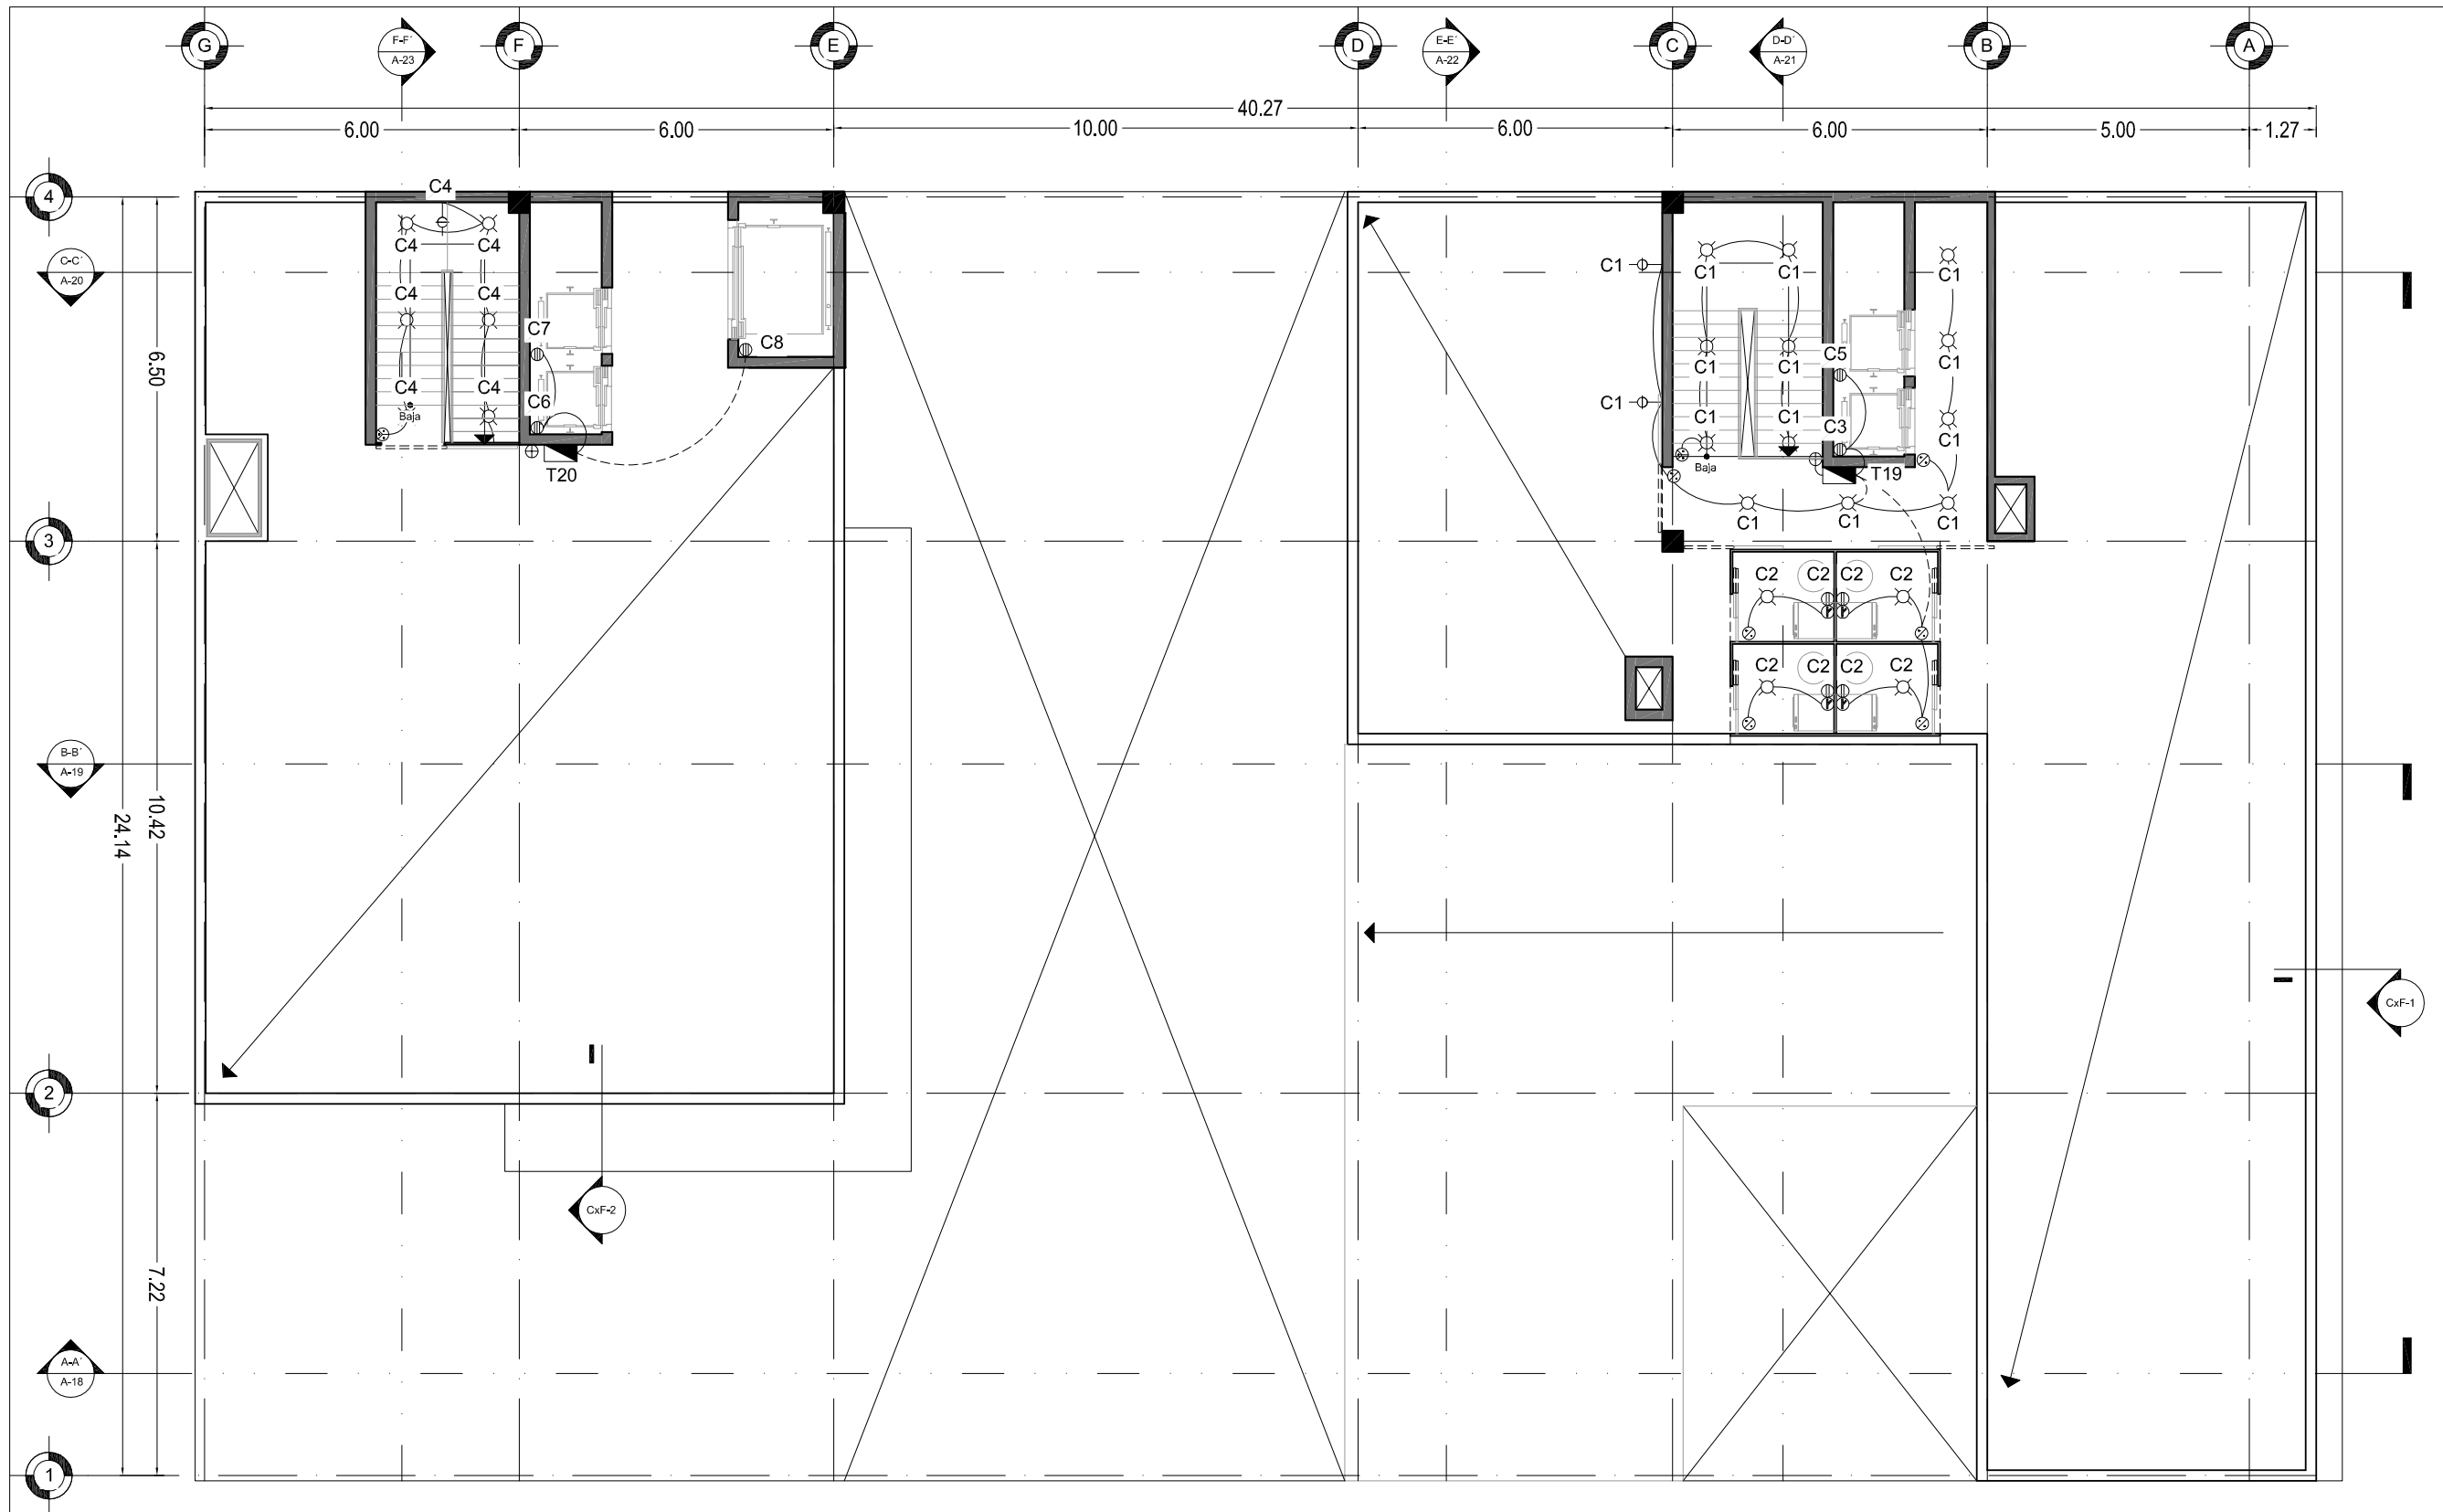 G
F-F'
A-23
F
E
D
E-E'
A-22
C
D-D'
A-21
B
A
40.27
6.00
6.00
10.00
6.00
6.00
5.00
1.27
4
C-C'
A-20
6.50
3
B-B'
A-19
10.42
24.14
2
7.22
A-A'
A-18
1
C4
C4
C4
C4
C4
C4
C4
Baja
C7
C6
C8
T20
C1
C1
C1
C1
C1
C1
C1
C1
Baja
C5
C3
T19
C1
C1
C1
C1
C1
C1
C2
C2
C2
C2
C2
C2
C2
C2
CxF-1
CxF-2